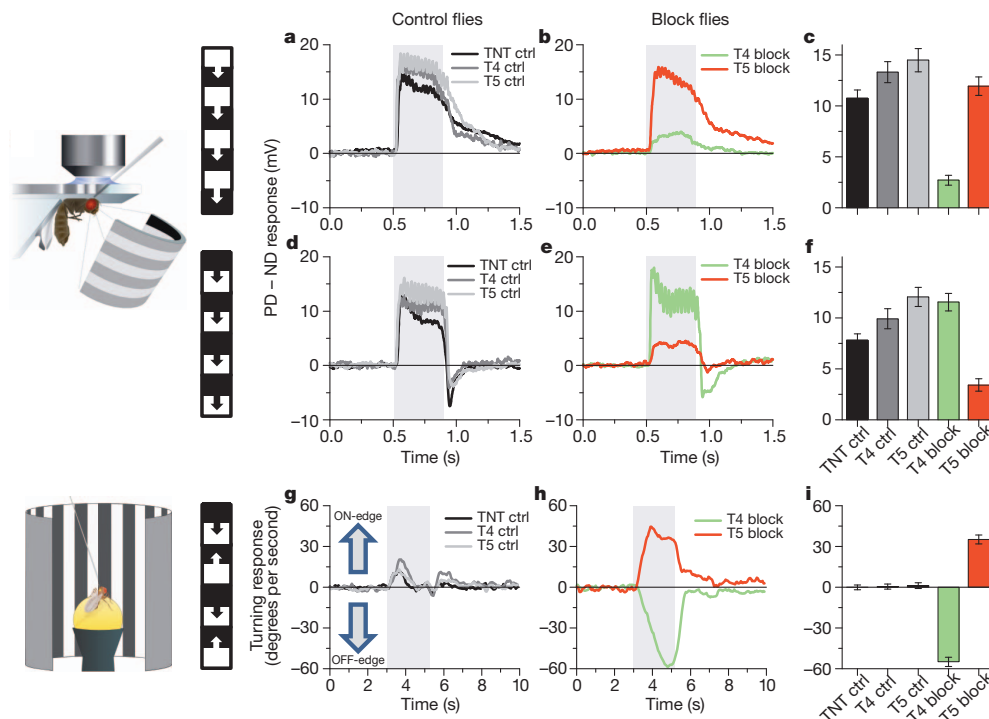 Control flies
Block flies
a
TNT ctrl
T4 ctrl
T5 ctrl
20
10
0
−10
0.0
0.5
1.0
1.5
b
T4 block
T5 block
20
10
0
−10
0.0
0.5
1.0
1.5
c
15
10
5
0
PD – ND response (mV)
d
TNT ctrl
T4 ctrl
T5 ctrl
20
10
0
−10
0.0
0.5
1.0
1.5
Time (s)
e
T4 block
T5 block
20
10
0
−10
0.0
0.5
1.0
1.5
Time (s)
f
15
10
5
0
TNT ctrl
T4 ctrl
T5 ctrl
T4 block
T5 block
g
Turning response
(degrees per second)
60
30
0
−30
−60
ON-edge
OFF-edge
TNT ctrl
T4 ctrl
T5 ctrl
0
2
4
6
8
10
Time (s)
h
T4 block
T5 block
60
30
0
−30
−60
0
2
4
6
8
10
Time (s)
i
60
30
0
−30
−60
TNT ctrl
T4 ctrl
T5 ctrl
T4 block
T5 block